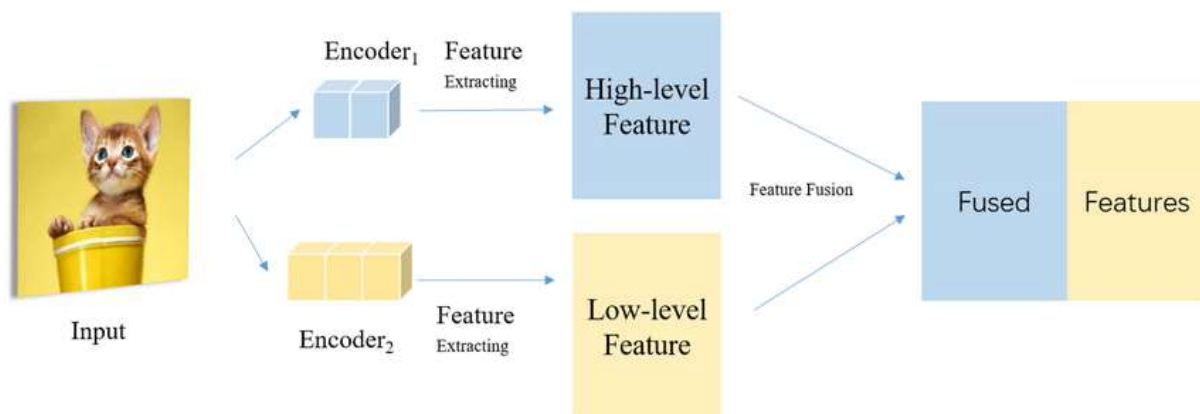 Encoder₁
Feature
Extracting
High-level
Feature
Feature Fusion
Fused
Features
Input
Encoder₂
Feature
Extracting
Low-level
Feature